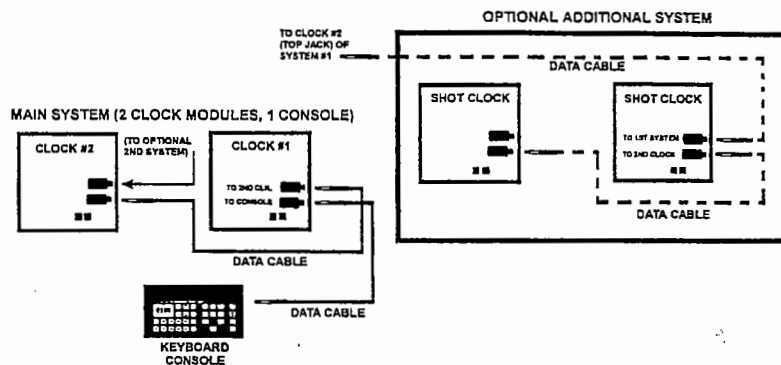 OPTIONAL ADDITIONAL SYSTEM
TO CLOCK #2
(TOP JACK) OF
SYSTEM #1
DATA CABLE
SHOT CLOCK
SHOT CLOCK
TO 1ST SYSTEM
TO 2ND CLOCK
DATA CABLE
MAIN SYSTEM (2 CLOCK MODULES, 1 CONSOLE)
CLOCK #2
(TO OPTIONAL
2ND SYSTEM)
CLOCK #1
TO 2ND
TO CONSOLE
DATA CABLE
DATA CABLE
KEYBOARD
CONSOLE